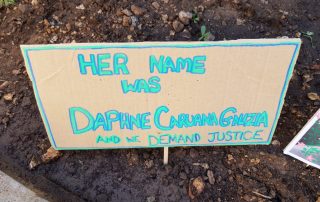 HER NAME
WAS
DAPHNE CARUANA GALIZIA
AND WE DEMAND JUSTICE